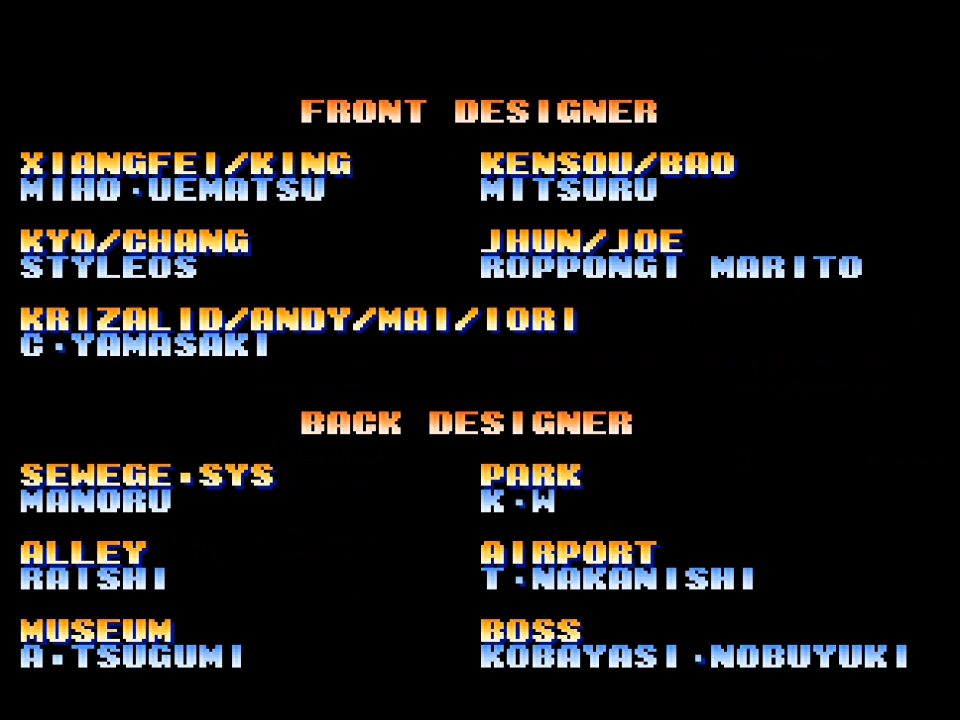 FRONT DESIGNER
XIANGFEI/KING
MIHO·UEMATSU
KENSOU/BAO
MITSURU
KYO/CHANG
STYLEOS
JHUN/JOE
ROPPONGI MARITO
KRIZALID/ANDY/MAI/IORI
C·YAMASAKI
BACK DESIGNER
SEWEGE·SYS
MANORU
PARK
K·W
ALLEY
RAISHI
AIRPORT
T·NAKANISHI
MUSEUM
A·TSUGUMI
BOSS
KOBAYASI·NOBUYUKI